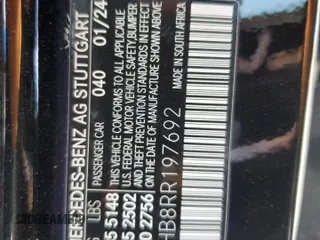 MERCEDES-BENZ AG STUTTGART
PASSENGER CAR 040 01/24
LBS
5148
2502
2756
THIS VEHICLE CONFORMS TO ALL APPLICABLE
U.S. FEDERAL MOTOR VEHICLE SAFETY, BUMPER
AND THEFT PREVENTION STANDARDS IN EFFECT
ON THE DATE OF MANUFACTURE SHOWN ABOVE
HB8RR197692
MADE IN SOUTH AFRICA